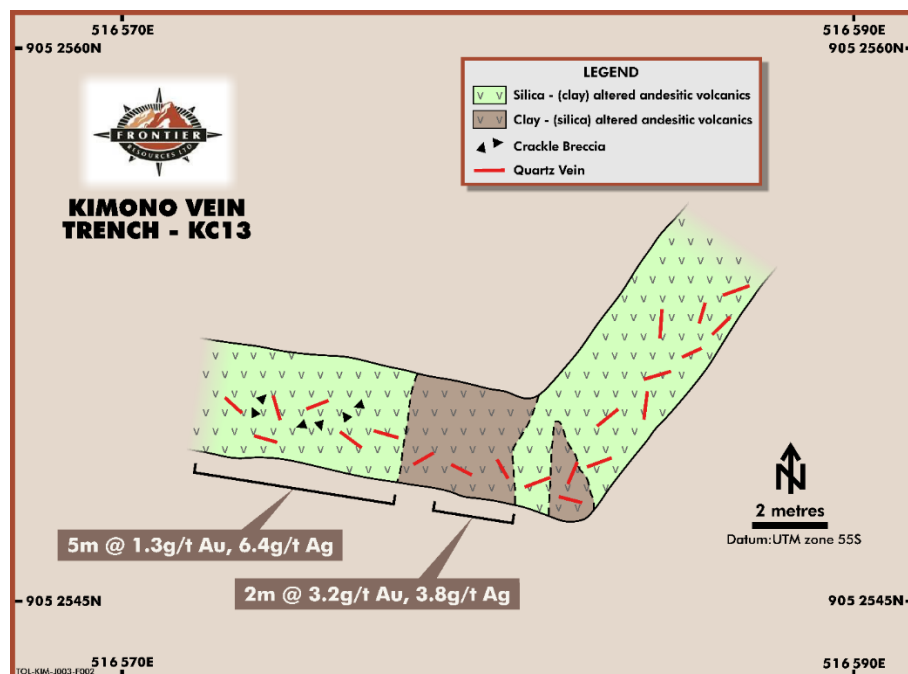 516 570E
516 590E
905 2560N
905 2560N
FRONTIER
RESOURCES LTD
KIMONO VEIN
TRENCH - KC13
LEGEND
Silica - (clay) altered andesitic volcanics
Clay - (silica) altered andesitic volcanics
Crackle Breccia
Quartz Vein
N
2 metres
Datum:UTM zone 55S
5m @ 1.3g/t Au, 6.4g/t Ag
2m @ 3.2g/t Au, 3.8g/t Ag
905 2545N
905 2545N
516 570E
516 590E
TOL-KIM-J003-F002